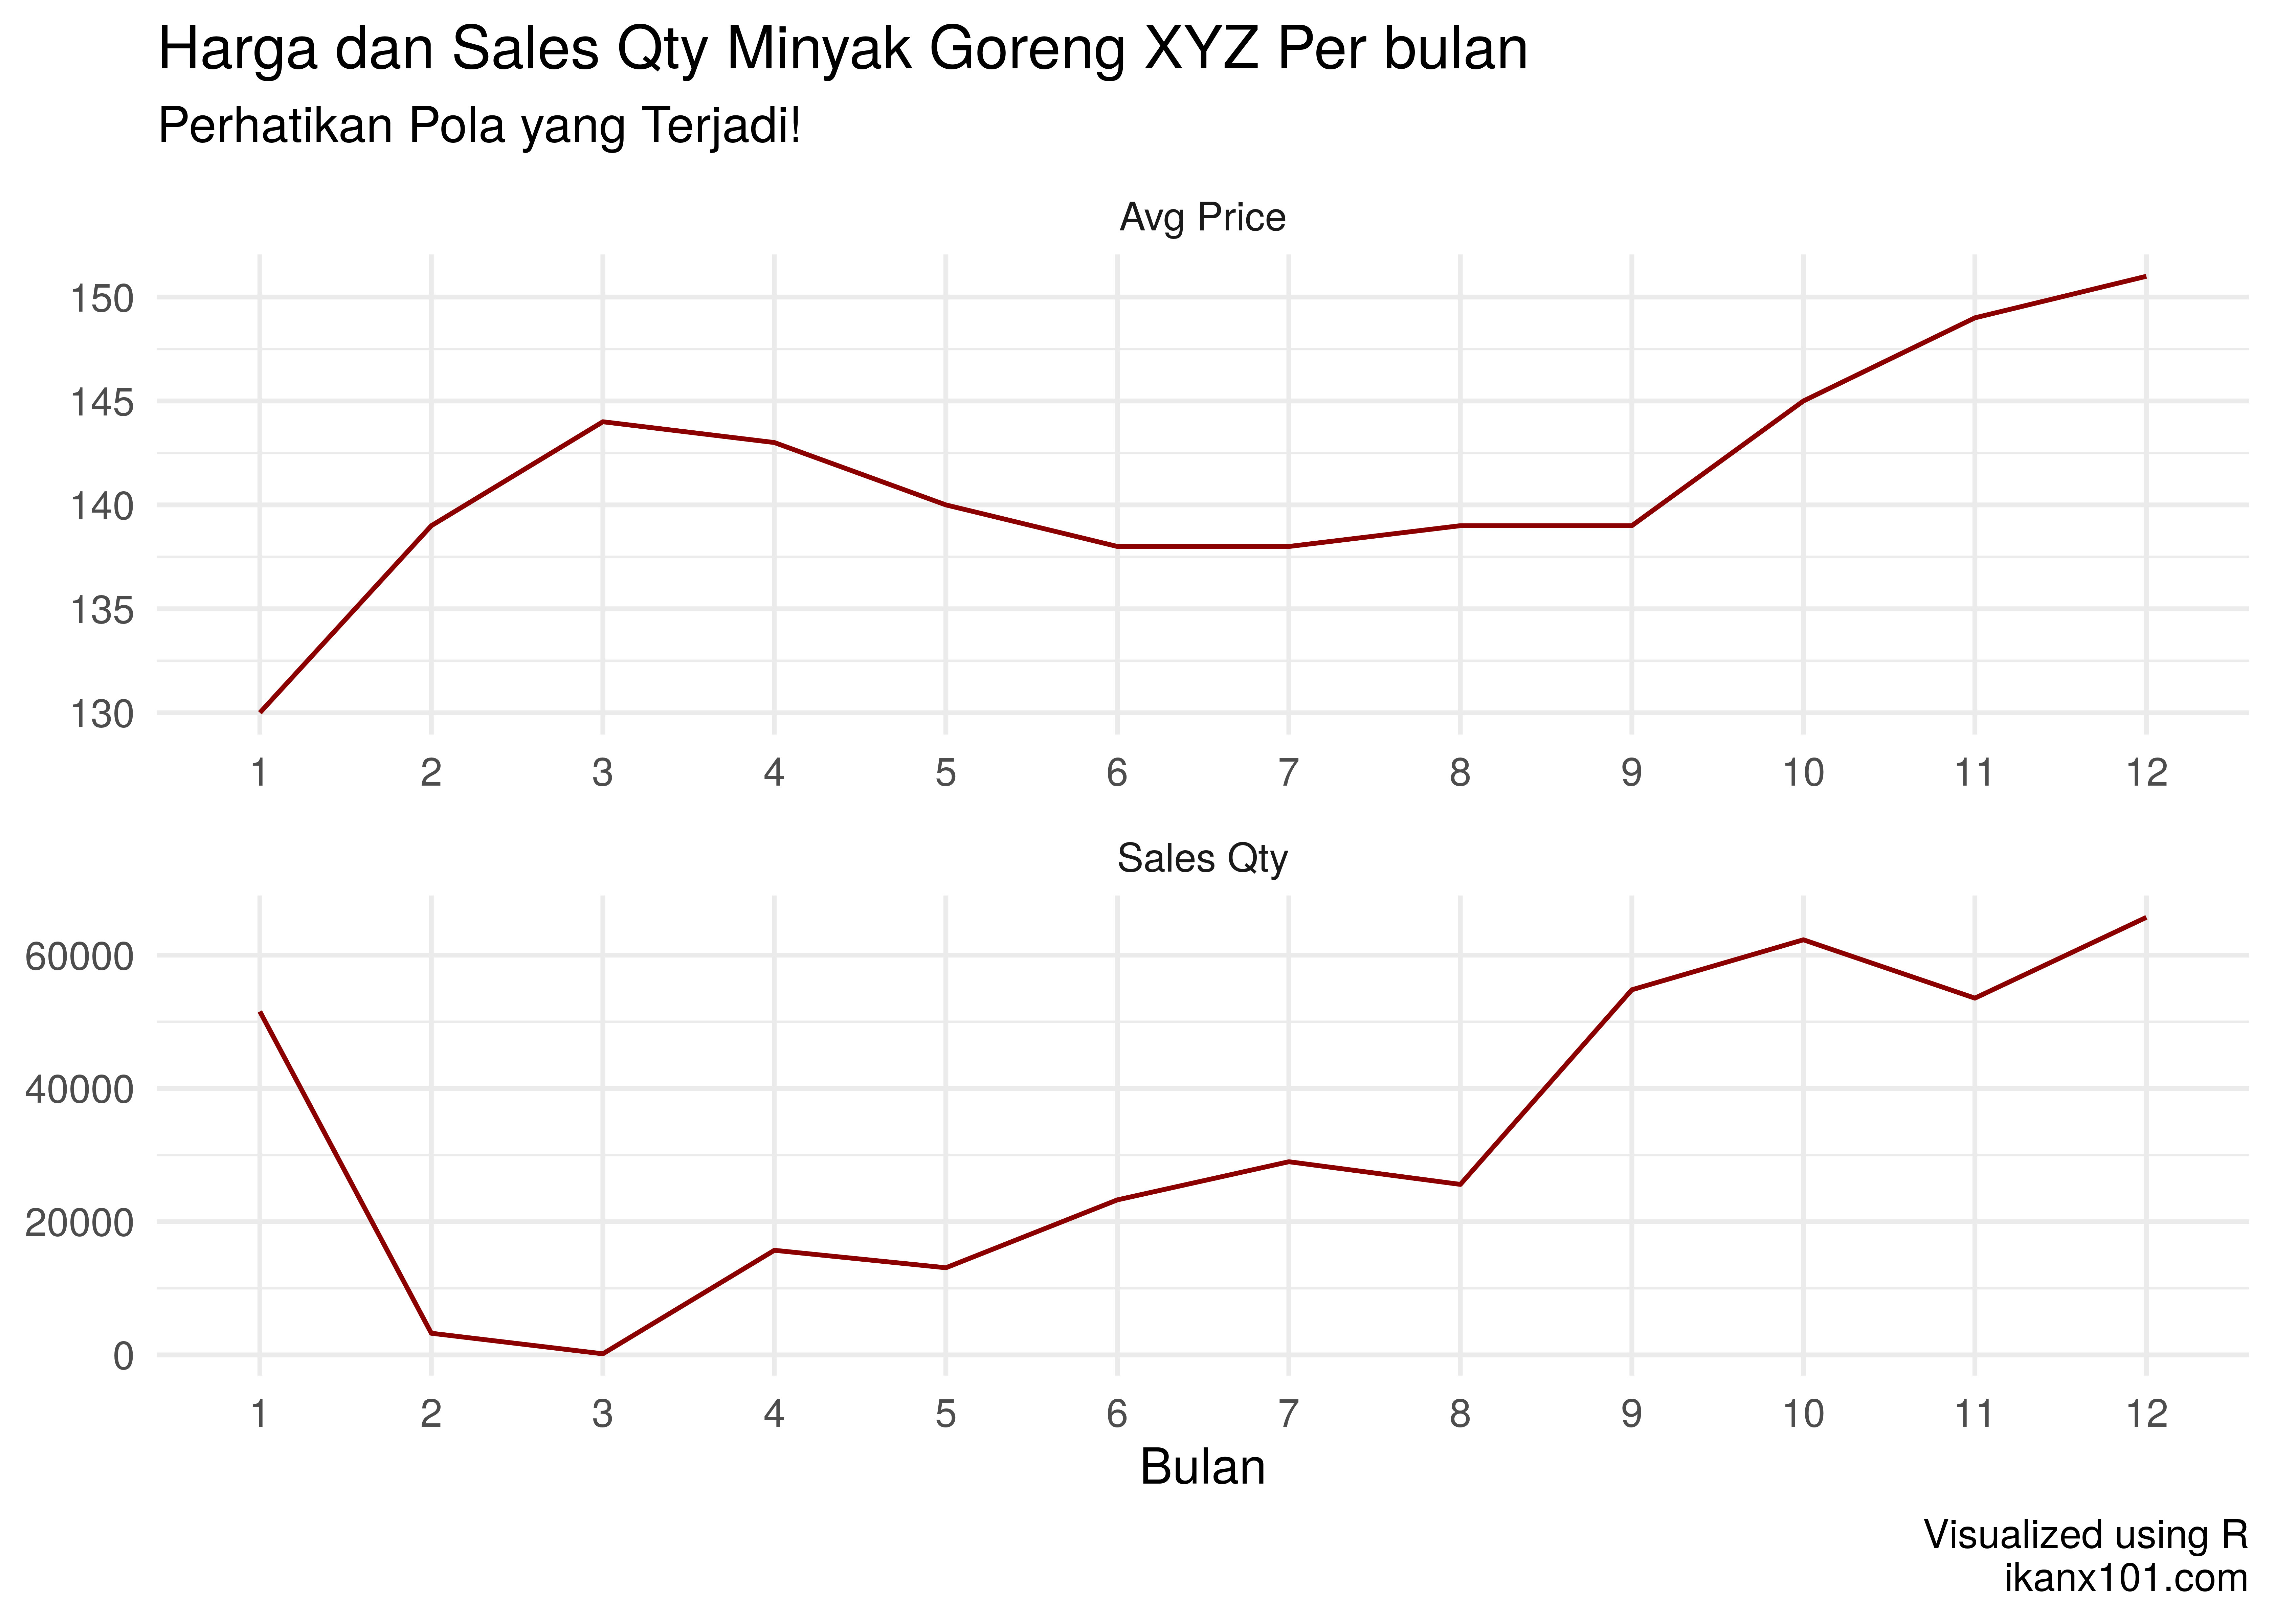 Harga dan Sales Qty Minyak Goreng XYZ Per bulan
Perhatikan Pola yang Terjadi!
Avg Price
150
145
140
135
130
1 2 3 4 5 6 7 8 9 10 11 12
Sales Qty
60000
40000
20000
0
1 2 3 4 5 6 7 8 9 10 11 12
Bulan
Visualized using R
ikanx101.com